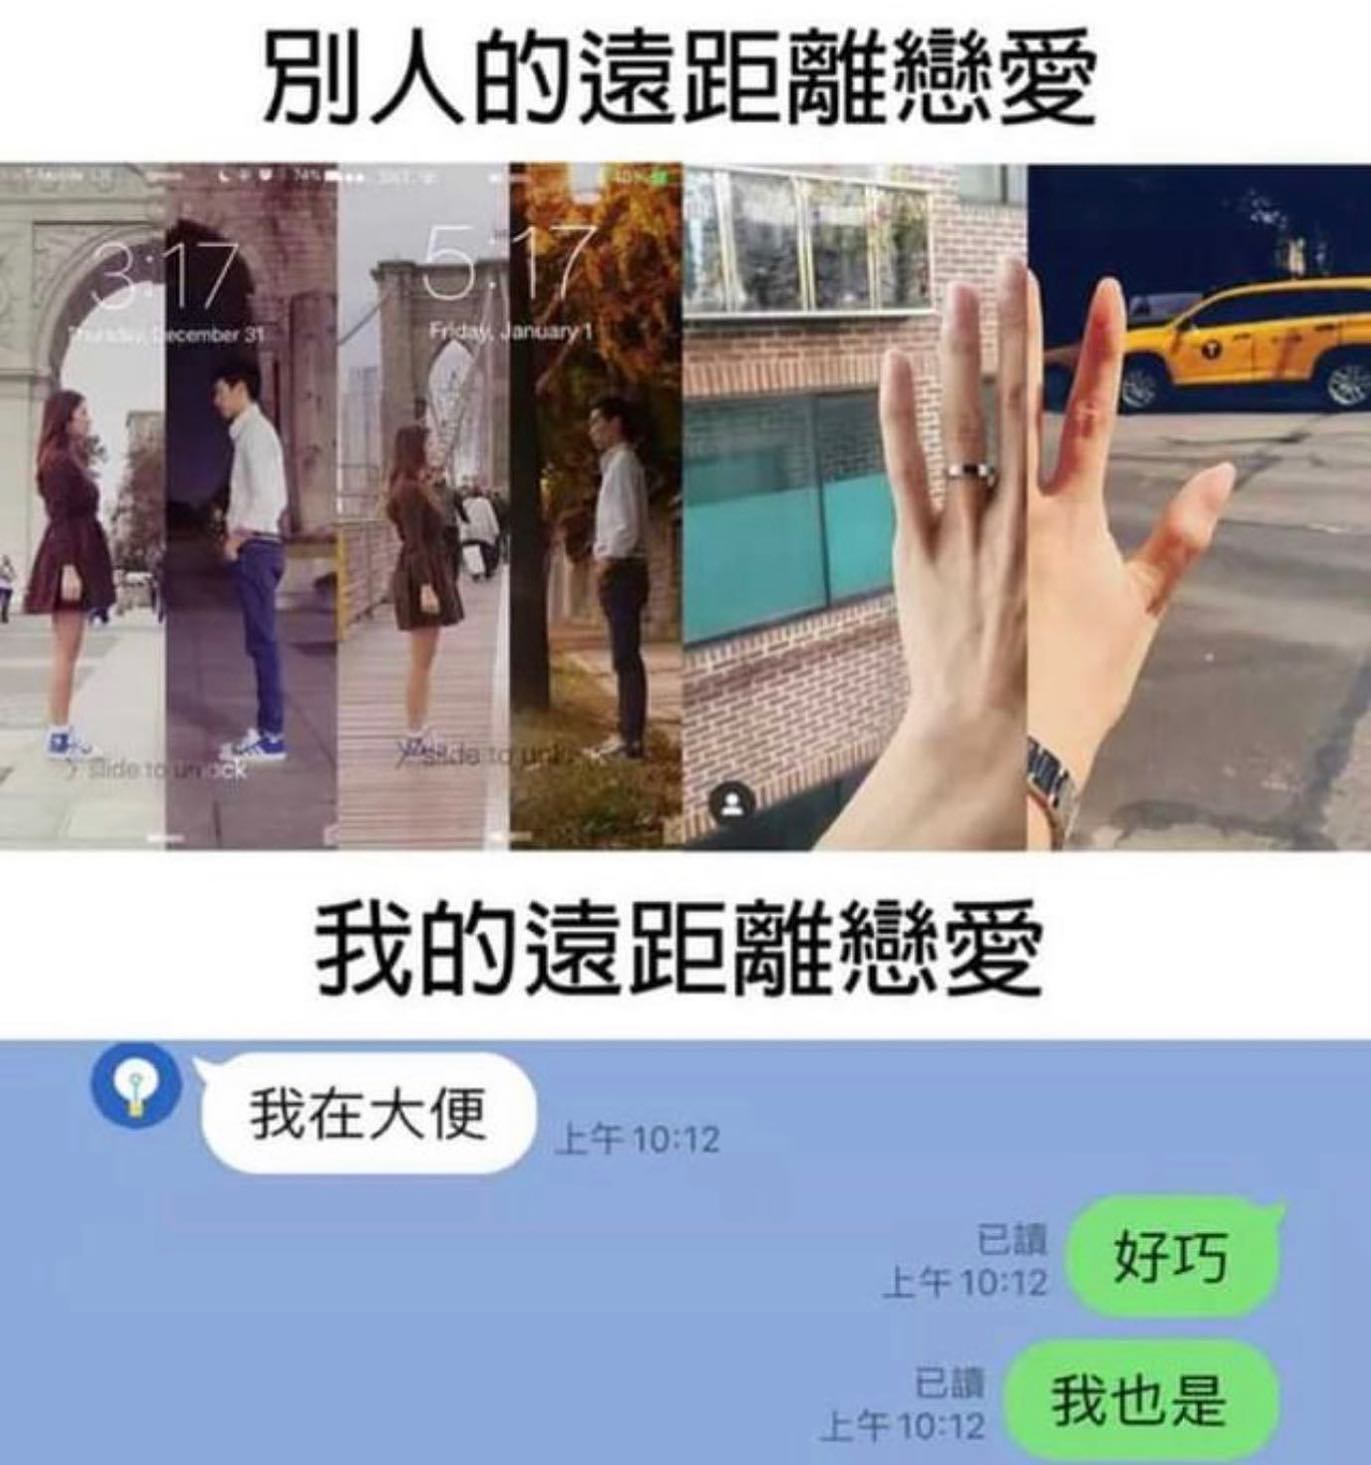 別人的遠距離戀愛
74%
3:17
Thursday, December 31
slide to unlock
5:17
Friday, January 1
slide to unlock
我的遠距離戀愛
我在大便
上午 10:12
好巧
已讀
上午 10:12
我也是
已讀
上午 10:12